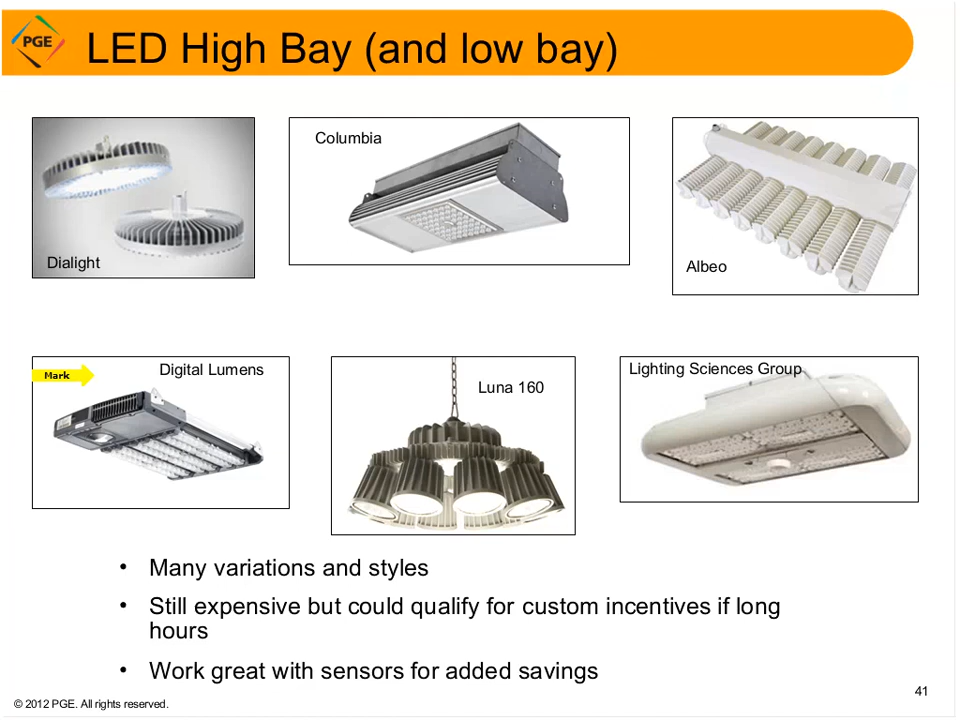 PGE
LED High Bay (and low bay)
Columbia
Dialight
Albeo
Mark
Digital Lumens
Luna 160
Lighting Sciences Group
• Many variations and styles
• Still expensive but could qualify for custom incentives if long
hours
• Work great with sensors for added savings
41
© 2012 PGE. All rights reserved.